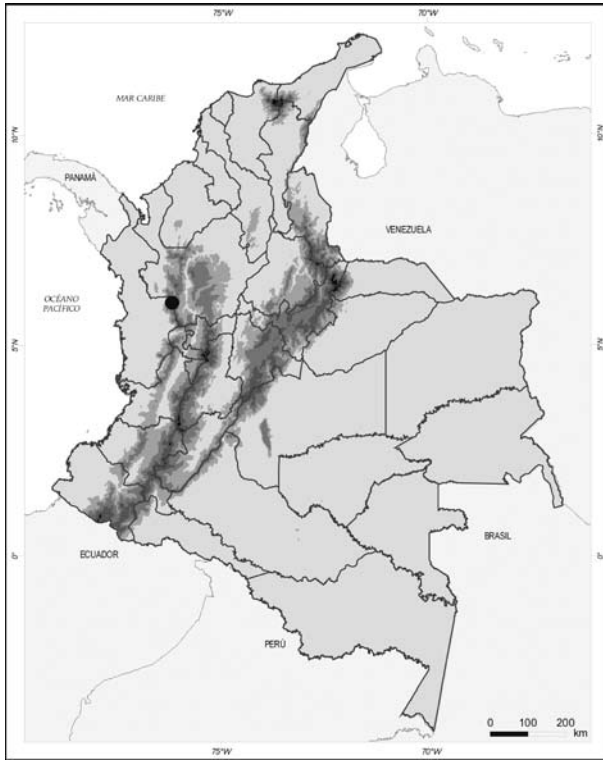 75°W
70°W
MAR CARIBE
10°N
10°N
PANAMÁ
VENEZUELA
OCÉANO
PACÍFICO
5°N
5°N
ECUADOR
BRASIL
0°
0°
PERÚ
0 100 200
km
75°W
70°W